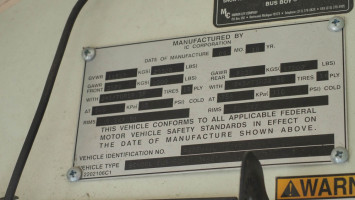 BUS BODY
MC
MANUFACTURED BY
IC CORPORATION
DATE OF MANUFACTURE MO. YR.
GVWR KGS( LBS)
GAWR FRONT KGS( LBS) GAWR REAR KGS( LBS)
WITH TIRES PLY WITH TIRES PLY
AT KPa( PSI) COLD AT KPa( PSI) COLD
RIMS RIMS
THIS VEHICLE CONFORMS TO ALL APPLICABLE FEDERAL
MOTOR VEHICLE SAFETY STANDARDS IN EFFECT ON
THE DATE OF MANUFACTURE SHOWN ABOVE.
VEHICLE IDENTIFICATION NO.
VEHICLE TYPE
2202106C1
WARN